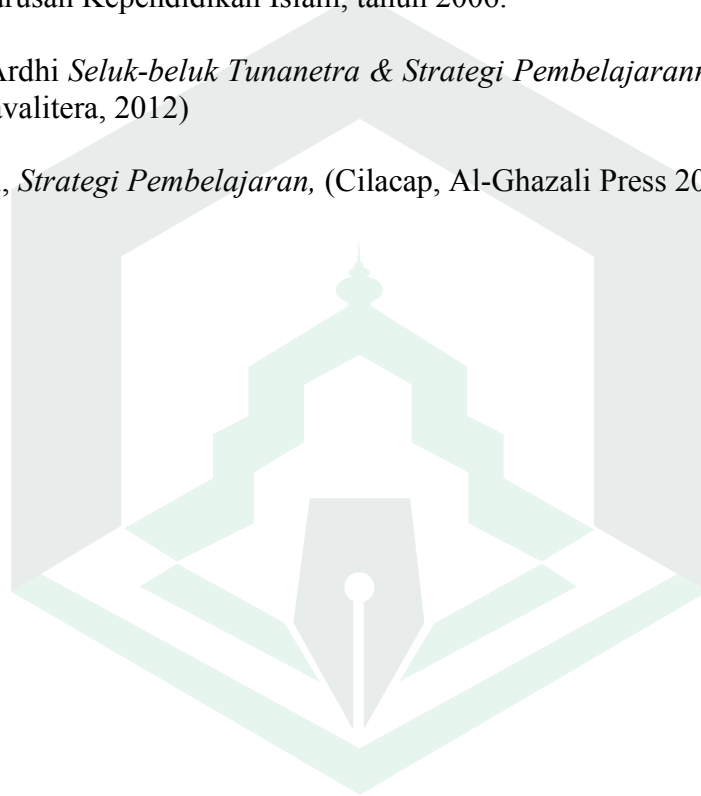 urusan Kependidikan Islam, tahun 2006.
Ardhi Seluk-beluk Tunanetra & Strategi Pembelajaran
avalitera, 2012)
, Strategi Pembelajaran, (Cilacap, Al-Ghazali Press 20